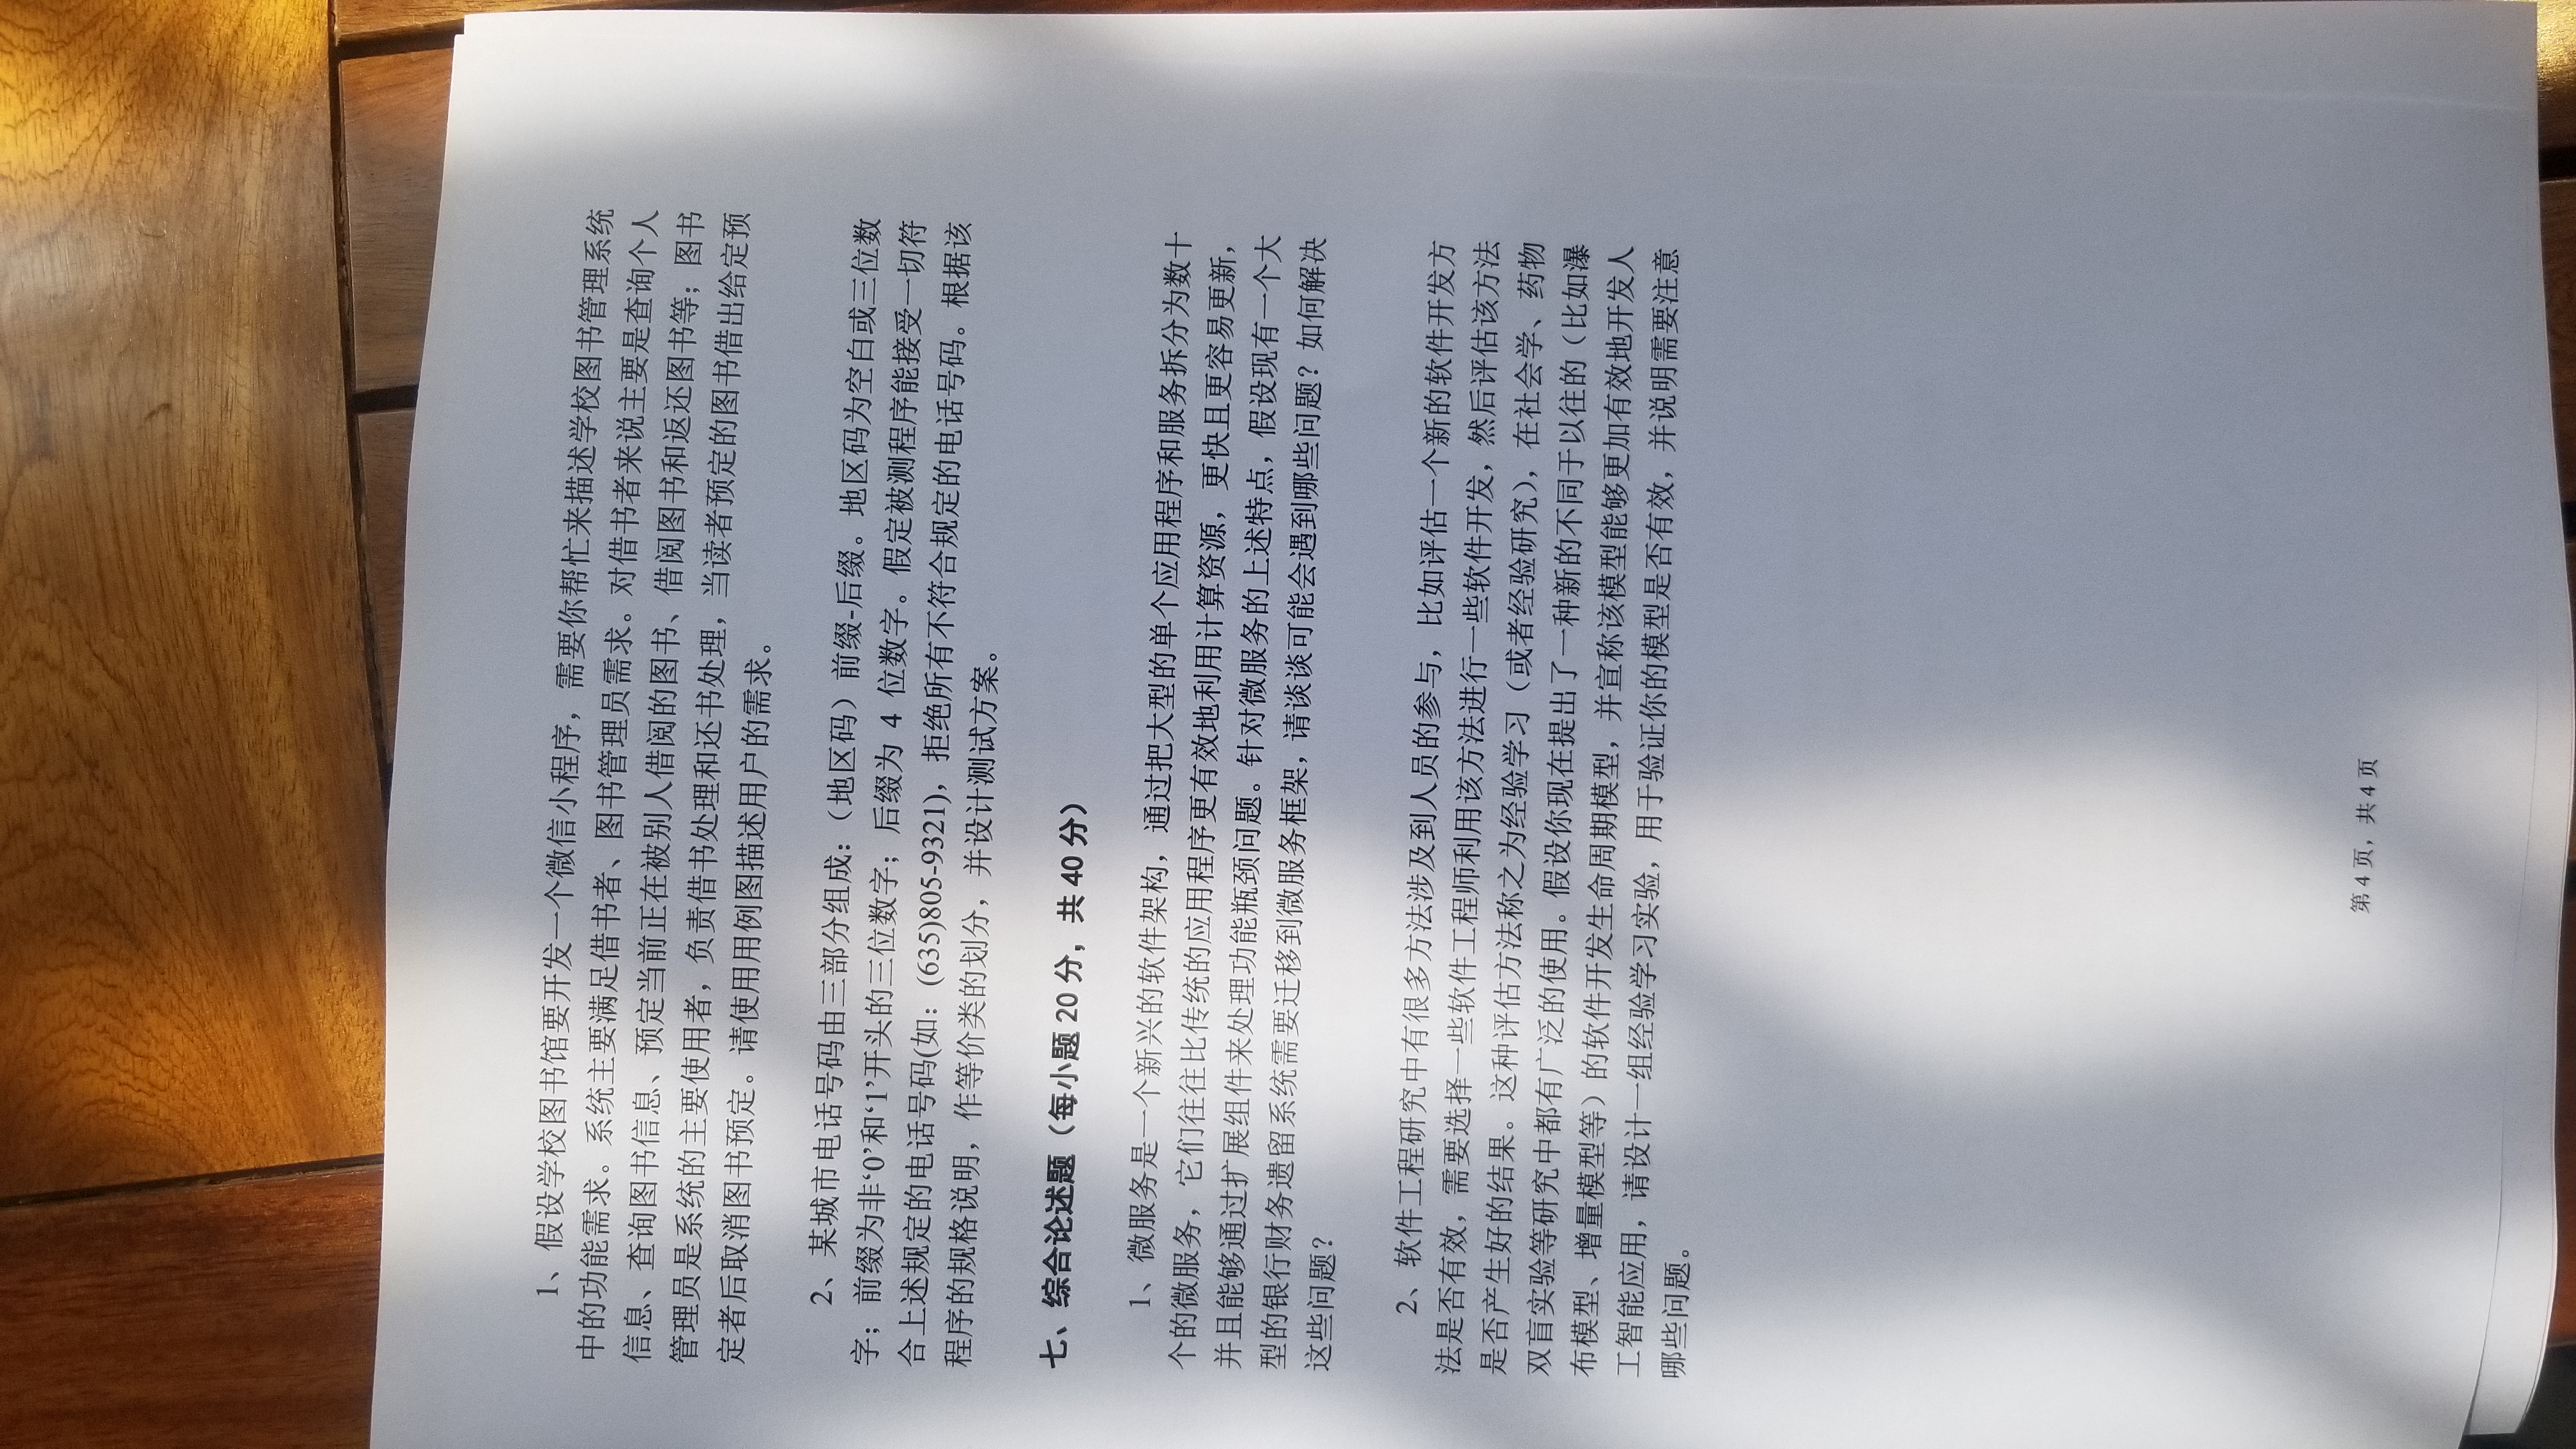 1、假设学校图书馆要开发一个微信小程序，需要你帮忙来描述学校图书管理系统
中的功能需求。系统主要满足借书者、图书管理员需求。对借书者来说主要是查询个人
信息、查询图书信息、预定当前正在被别人借阅的图书、借阅图书和返还图书等；图书
管理员是系统的主要使用者，负责借书处理和还书处理，当读者预定的图书借出给定预
定者后取消图书预定。请使用用例图描述用户的需求。
2、某城市电话号码由三部分组成：（地区码）前缀-后缀。地区码为空白或三位数
字；前缀为非‘0’和‘1’开头的三位数字；后缀为 4 位数字。假定被测程序能接受一切符
合上述规定的电话号码(如：(635)805-9321)，拒绝所有不符合规定的电话号码。根据该
程序的规格说明，作等价类的划分，并设计测试方案。
七、综合论述题（每小题 20 分，共 40 分）
1、微服务是一个新兴的软件架构，通过把大型的单个应用程序和服务拆分为数十
个的微服务，它们往往比传统的应用程序更有效地利用计算资源，更快且更容易更新，
并且能够通过扩展组件来处理功能瓶颈问题。针对微服务的上述特点，假设现有一个大
型的银行财务遗留系统需要迁移到微服务框架，请谈谈可能会遇到哪些问题？如何解决
这些问题？
2、软件工程研究中有很多方法涉及到人员的参与，比如评估一个新的软件开发方
法是否有效，需要选择一些软件工程师利用该方法进行一些软件开发，然后评估该方法
是否产生好的结果。这种评估方法称之为经验学习（或者经验研究），在社会学、药物
双盲实验等研究中都有广泛的使用。假设你现在提出了一种新的不同于以往的（比如瀑
布模型、增量模型等）的软件开发生命周期模型，并宣称该模型能够更加有效地开发人
工智能应用，请设计一组经验学习实验，用于验证你的模型是否有效，并说明需要注意
哪些问题。
第 4 页，共 4 页